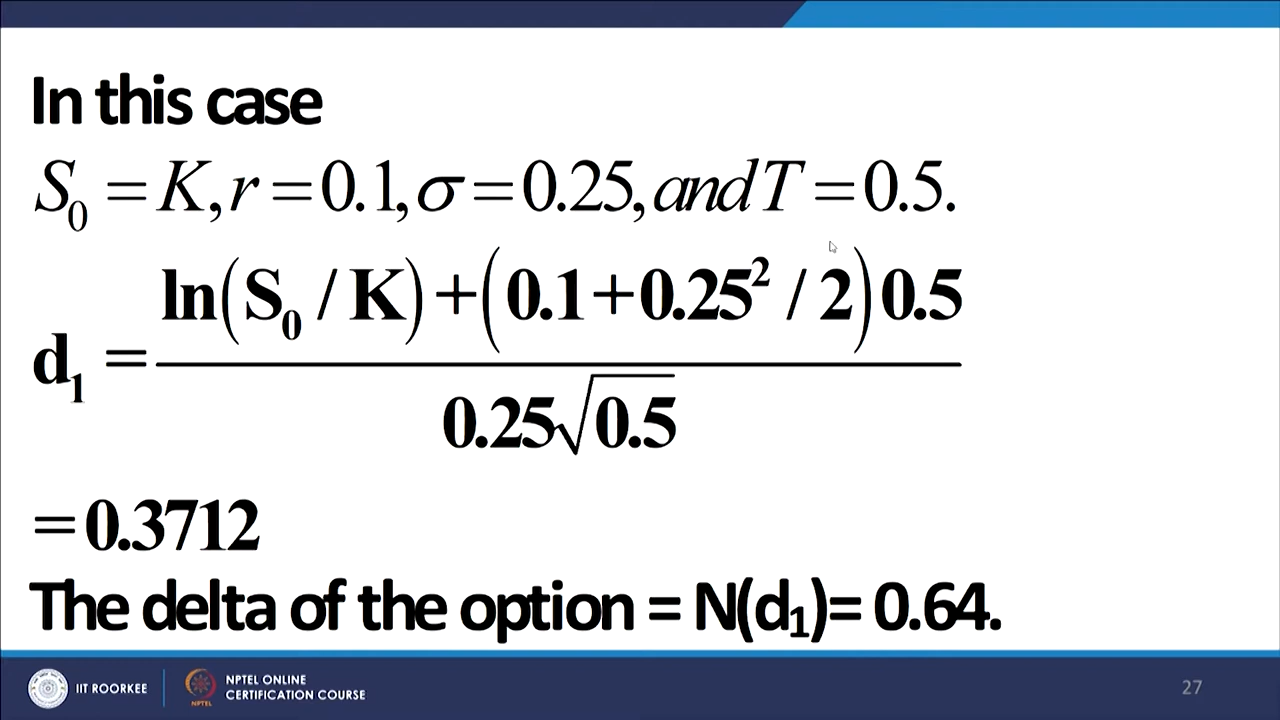 In this case
S₀ = K, r = 0.1, σ = 0.25, and T = 0.5.
d₁ = (ln(S₀ / K) + (0.1 + 0.25² / 2) 0.5) / (0.25√0.5)
= 0.3712
The delta of the option = N(d₁)= 0.64.
IIT ROORKEE
NPTEL
NPTEL ONLINE
CERTIFICATION COURSE
27